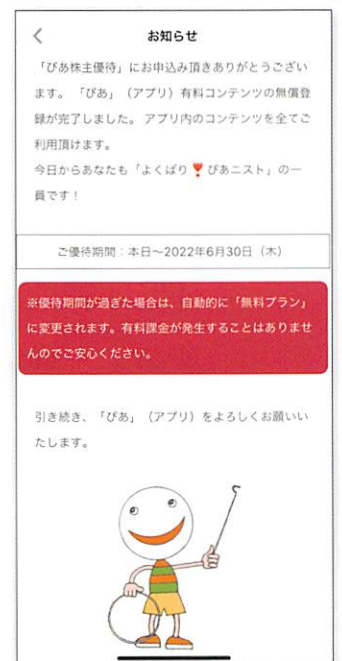 お知らせ
「ぴあ株主優待」にお申込み頂きありがとうござい
ます。「ぴあ」（アプリ）有料コンテンツの無償登
録が完了しました。アプリ内のコンテンツを全てご
利用頂けます。
今日からあなたも「よくばり❣ぴあニスト」の一
員です！
ご優待期間：本日〜2022年6月30日（木）
※優待期間が過ぎた場合は、自動的に「無料プラン」
に変更されます。有料課金が発生することはありませ
んのでご安心ください。
引き続き、「ぴあ」（アプリ）をよろしくお願いい
たします。